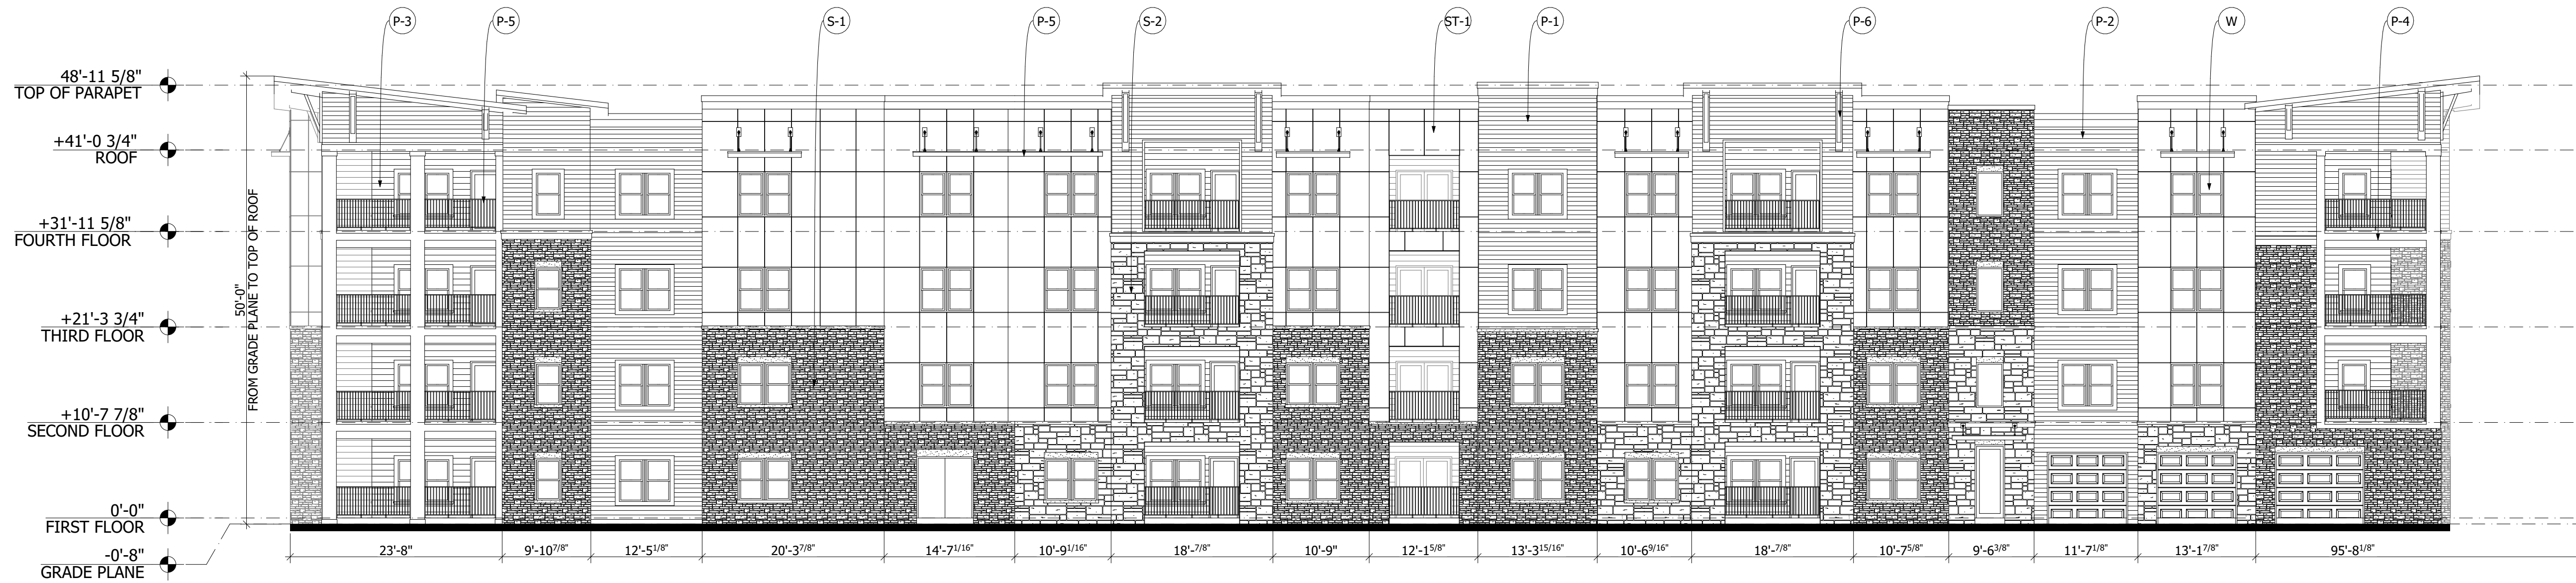 P-3
P-5
S-1
P-5
S-2
ST-1
P-1
P-6
P-2
W
P-4
48'-11 5/8"
TOP OF PARAPET
+41'-0 3/4"
ROOF
+31'-11 5/8"
FOURTH FLOOR
+21'-3 3/4"
THIRD FLOOR
+10'-7 7/8"
SECOND FLOOR
0'-0"
FIRST FLOOR
-0'-8"
GRADE PLANE
50'-0"
FROM GRADE PLANE TO TOP OF ROOF
23'-8"
9'-10 7/8"
12'-5 1/8"
20'-3 7/8"
14'-7 1/16"
10'-9 1/16"
18'-7/8"
10'-9"
12'-1 5/8"
13'-3 15/16"
10'-6 9/16"
18'-7/8"
10'-7 5/8"
9'-6 3/8"
11'-7 1/8"
13'-1 7/8"
95'-8 1/8"